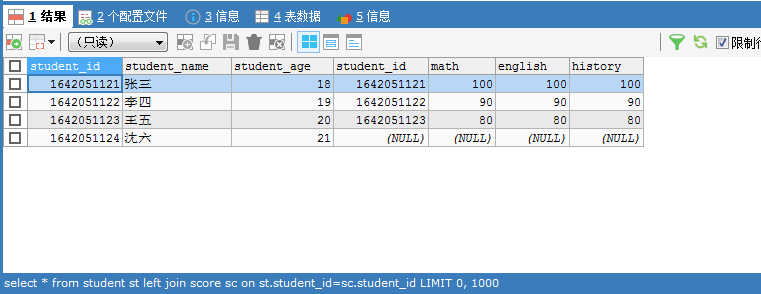 1 结果 2 个配置文件 3 信息 4 表数据 5 信息
（只读） 限制行
student_id student_name student_age student_id math english history
1642051121 张三 18 1642051121 100 100 100
1642051122 李四 19 1642051122 90 90 90
1642051123 王五 20 1642051123 80 80 80
1642051124 沈六 21 (NULL) (NULL) (NULL) (NULL)
select * from student st left join score sc on st.student_id=sc.student_id LIMIT 0, 1000